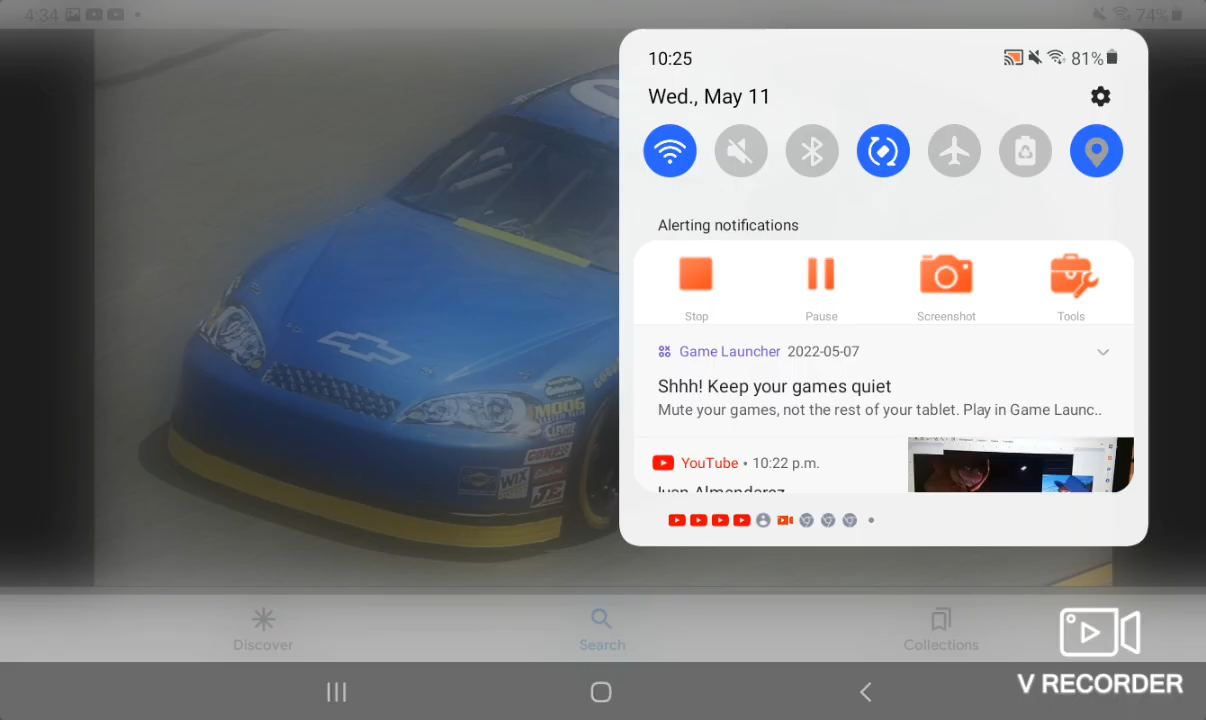 4:34
74%
10:25
81%
Wed., May 11
Alerting notifications
Stop
Pause
Screenshot
Tools
Game Launcher 2022-05-07
Shhh! Keep your games quiet
Mute your games, not the rest of your tablet. Play in Game Launc..
YouTube • 10:22 p.m.
MOOG
WIX
Discover
Search
Collections
V RECORDER